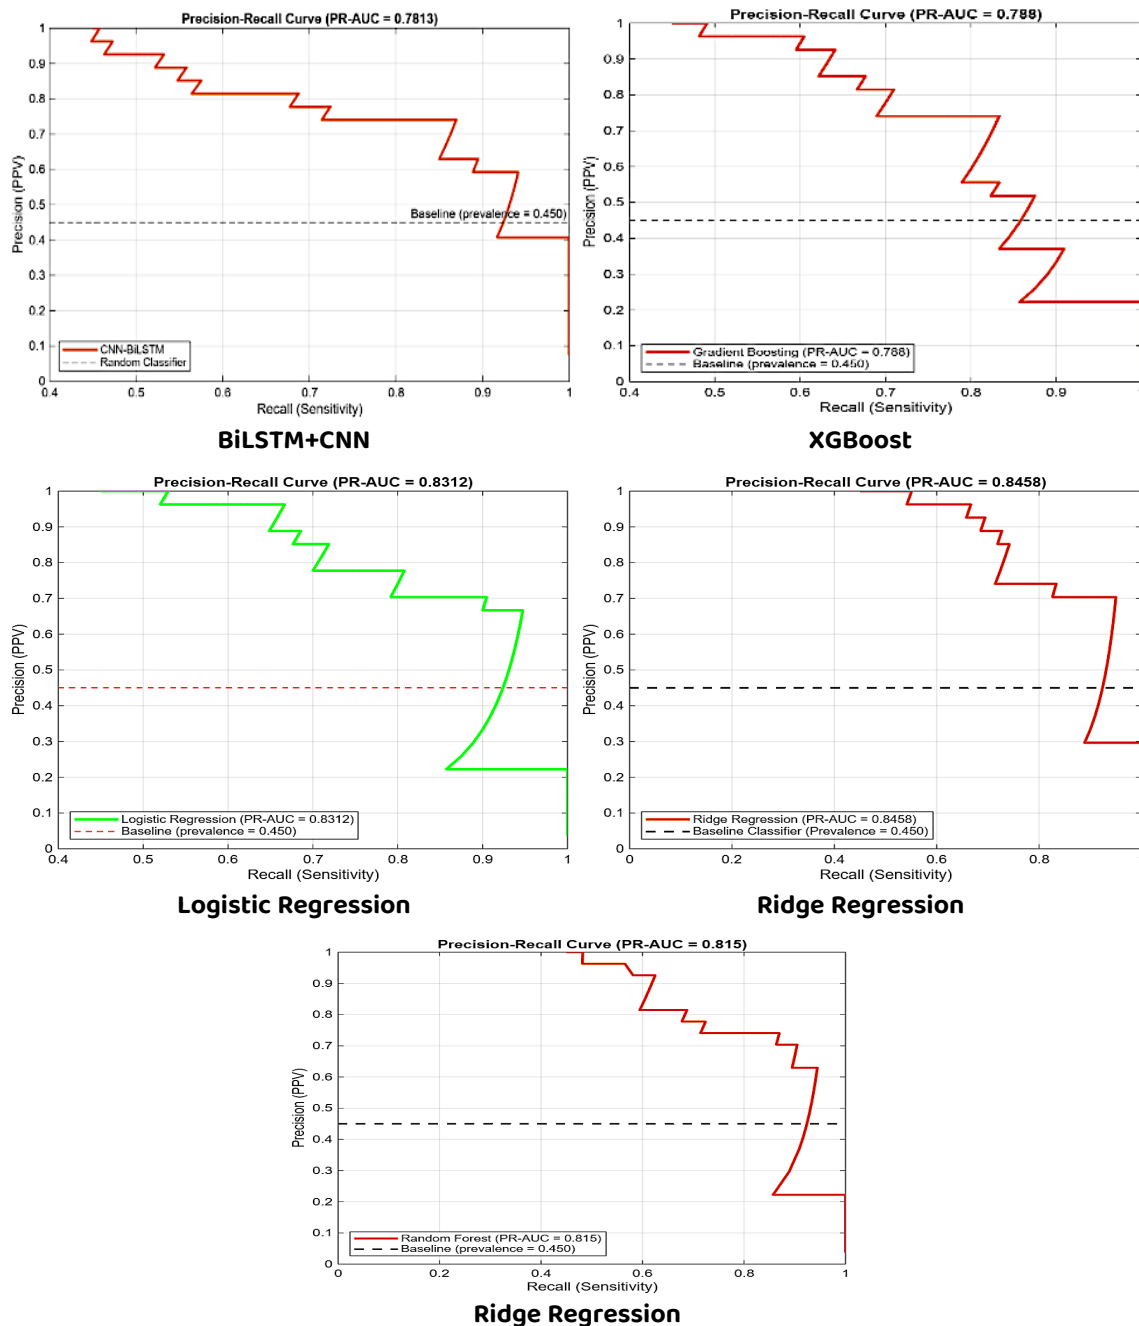 Precision-Recall Curve (PR-AUC = 0.7813)
Precision (PPV)
1
0.9
0.8
0.7
0.6
0.5
0.4
0.3
0.2
0.1
0
Baseline (prevalence = 0.450)
CNN-BiLSTM
Random Classifier
0.4 0.5 0.6 0.7 0.8 0.9 1
Recall (Sensitivity)
BiLSTM+CNN
Precision-Recall Curve (PR-AUC = 0.788)
Precision (PPV)
1
0.9
0.8
0.7
0.6
0.5
0.4
0.3
0.2
0.1
0
Gradient Boosting (PR-AUC = 0.788)
Baseline (prevalence = 0.450)
0.4 0.5 0.6 0.7 0.8 0.9 1
Recall (Sensitivity)
XGBoost
Precision-Recall Curve (PR-AUC = 0.8312)
Precision (PPV)
1
0.9
0.8
0.7
0.6
0.5
0.4
0.3
0.2
0.1
0
Logistic Regression (PR-AUC = 0.8312)
Baseline (prevalence = 0.450)
0.4 0.5 0.6 0.7 0.8 0.9 1
Recall (Sensitivity)
Logistic Regression
Precision-Recall Curve (PR-AUC = 0.8458)
Precision (PPV)
1
0.9
0.8
0.7
0.6
0.5
0.4
0.3
0.2
0.1
0
Ridge Regression (PR-AUC = 0.8458)
Baseline Classifier (Prevalence = 0.450)
0 0.2 0.4 0.6 0.8
Recall (Sensitivity)
Ridge Regression
Precision-Recall Curve (PR-AUC = 0.815)
Precision (PPV)
1
0.9
0.8
0.7
0.6
0.5
0.4
0.3
0.2
0.1
0
Random Forest (PR-AUC = 0.815)
Baseline (prevalence = 0.450)
0 0.2 0.4 0.6 0.8 1
Recall (Sensitivity)
Ridge Regression